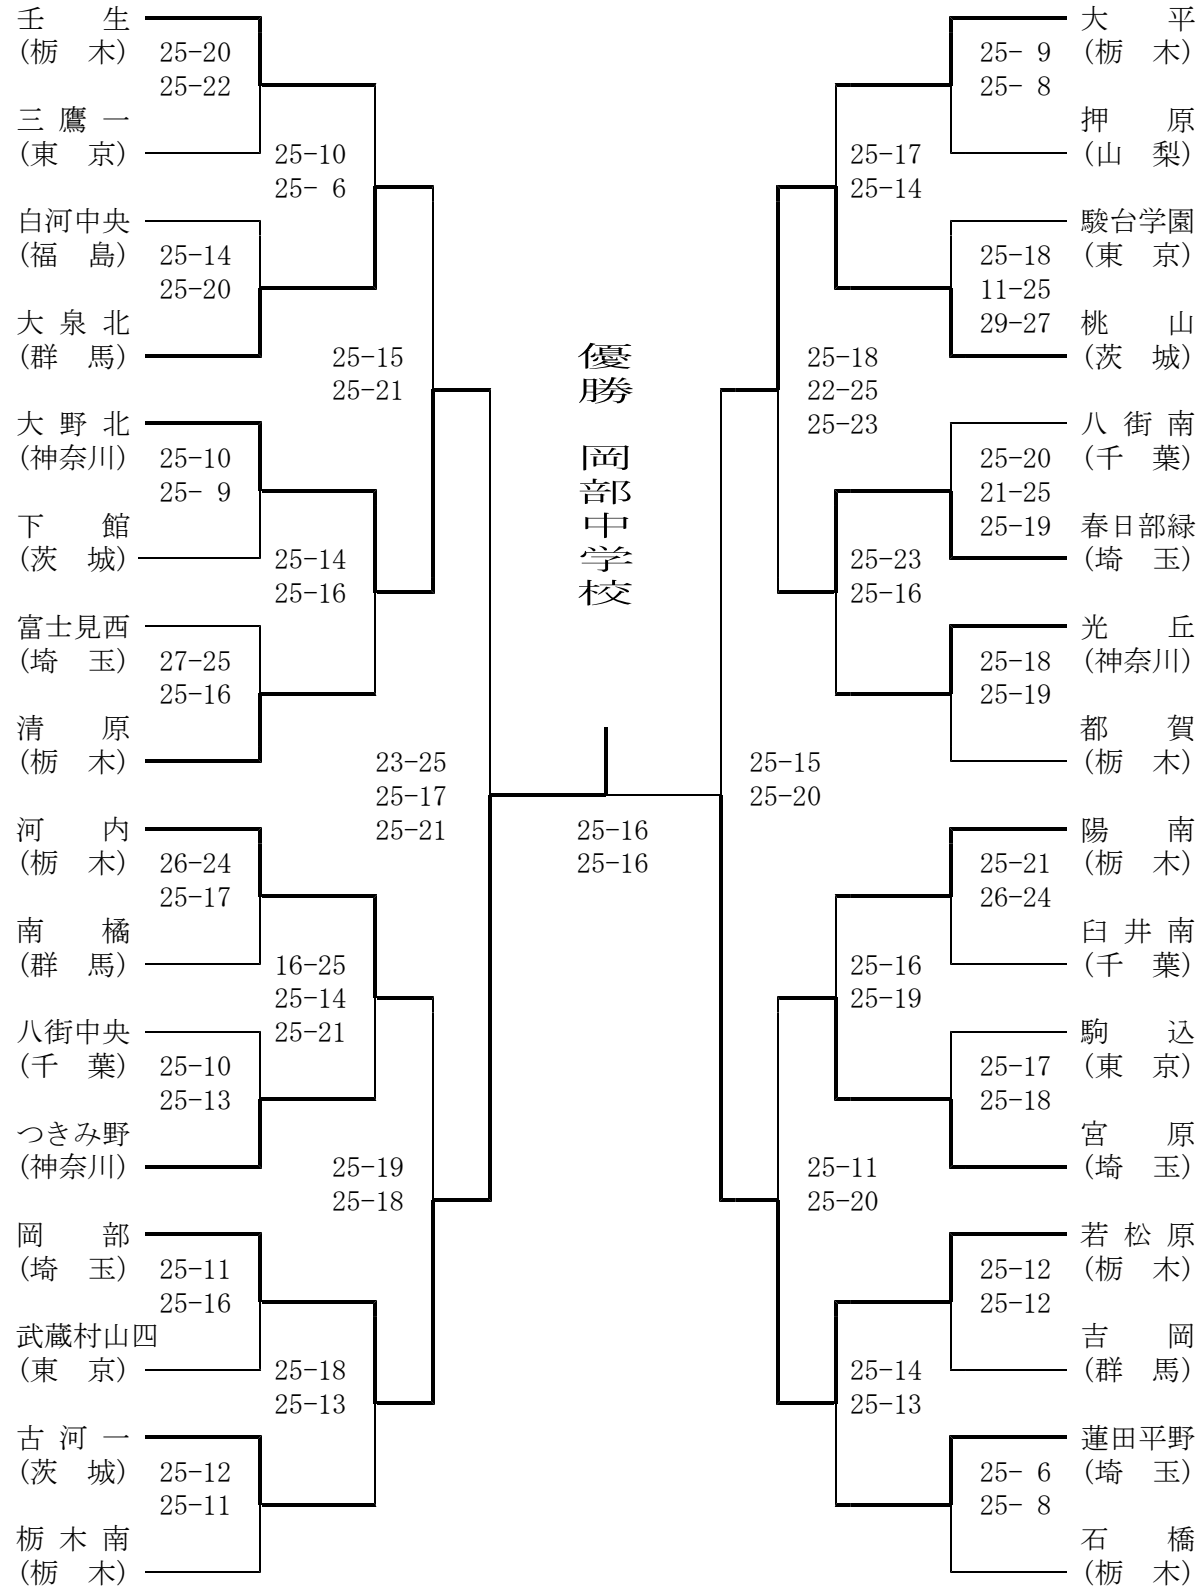 壬 生
(栃 木)
25-20
25-22
三 鷹 一
(東 京)
25-10
25- 6
白河中央
(福 島)
25-14
25-20
大 泉 北
(群 馬)
25-15
25-21
大 野 北
(神奈川)
25-10
25- 9
下 館
(茨 城)
25-14
25-16
富士見西
(埼 玉)
27-25
25-16
清 原
(栃 木)
23-25
25-17
25-21
河 内
(栃 木)
26-24
25-17
南 橘
(群 馬)
16-25
25-14
25-21
八街中央
(千 葉)
25-10
25-13
つきみ野
(神奈川)
25-19
25-18
岡 部
(埼 玉)
25-11
25-16
武蔵村山四
(東 京)
25-18
25-13
古 河 一
(茨 城)
25-12
25-11
栃 木 南
(栃 木)
優勝 岡部中学校
25-16
25-16
大 平
(栃 木)
25- 9
25- 8
押 原
(山 梨)
25-17
25-14
駿台学園
(東 京)
25-18
11-25
29-27
桃 山
(茨 城)
25-18
22-25
25-23
八 街 南
(千 葉)
25-20
21-25
25-19
春日部緑
(埼 玉)
25-23
25-16
光 丘
(神奈川)
25-18
25-19
都 賀
(栃 木)
25-15
25-20
陽 南
(栃 木)
25-21
26-24
臼 井 南
(千 葉)
25-16
25-19
駒 込
(東 京)
25-17
25-18
宮 原
(埼 玉)
25-11
25-20
若 松 原
(栃 木)
25-12
25-12
吉 岡
(群 馬)
25-14
25-13
蓮田平野
(埼 玉)
25- 6
25- 8
石 橋
(栃 木)